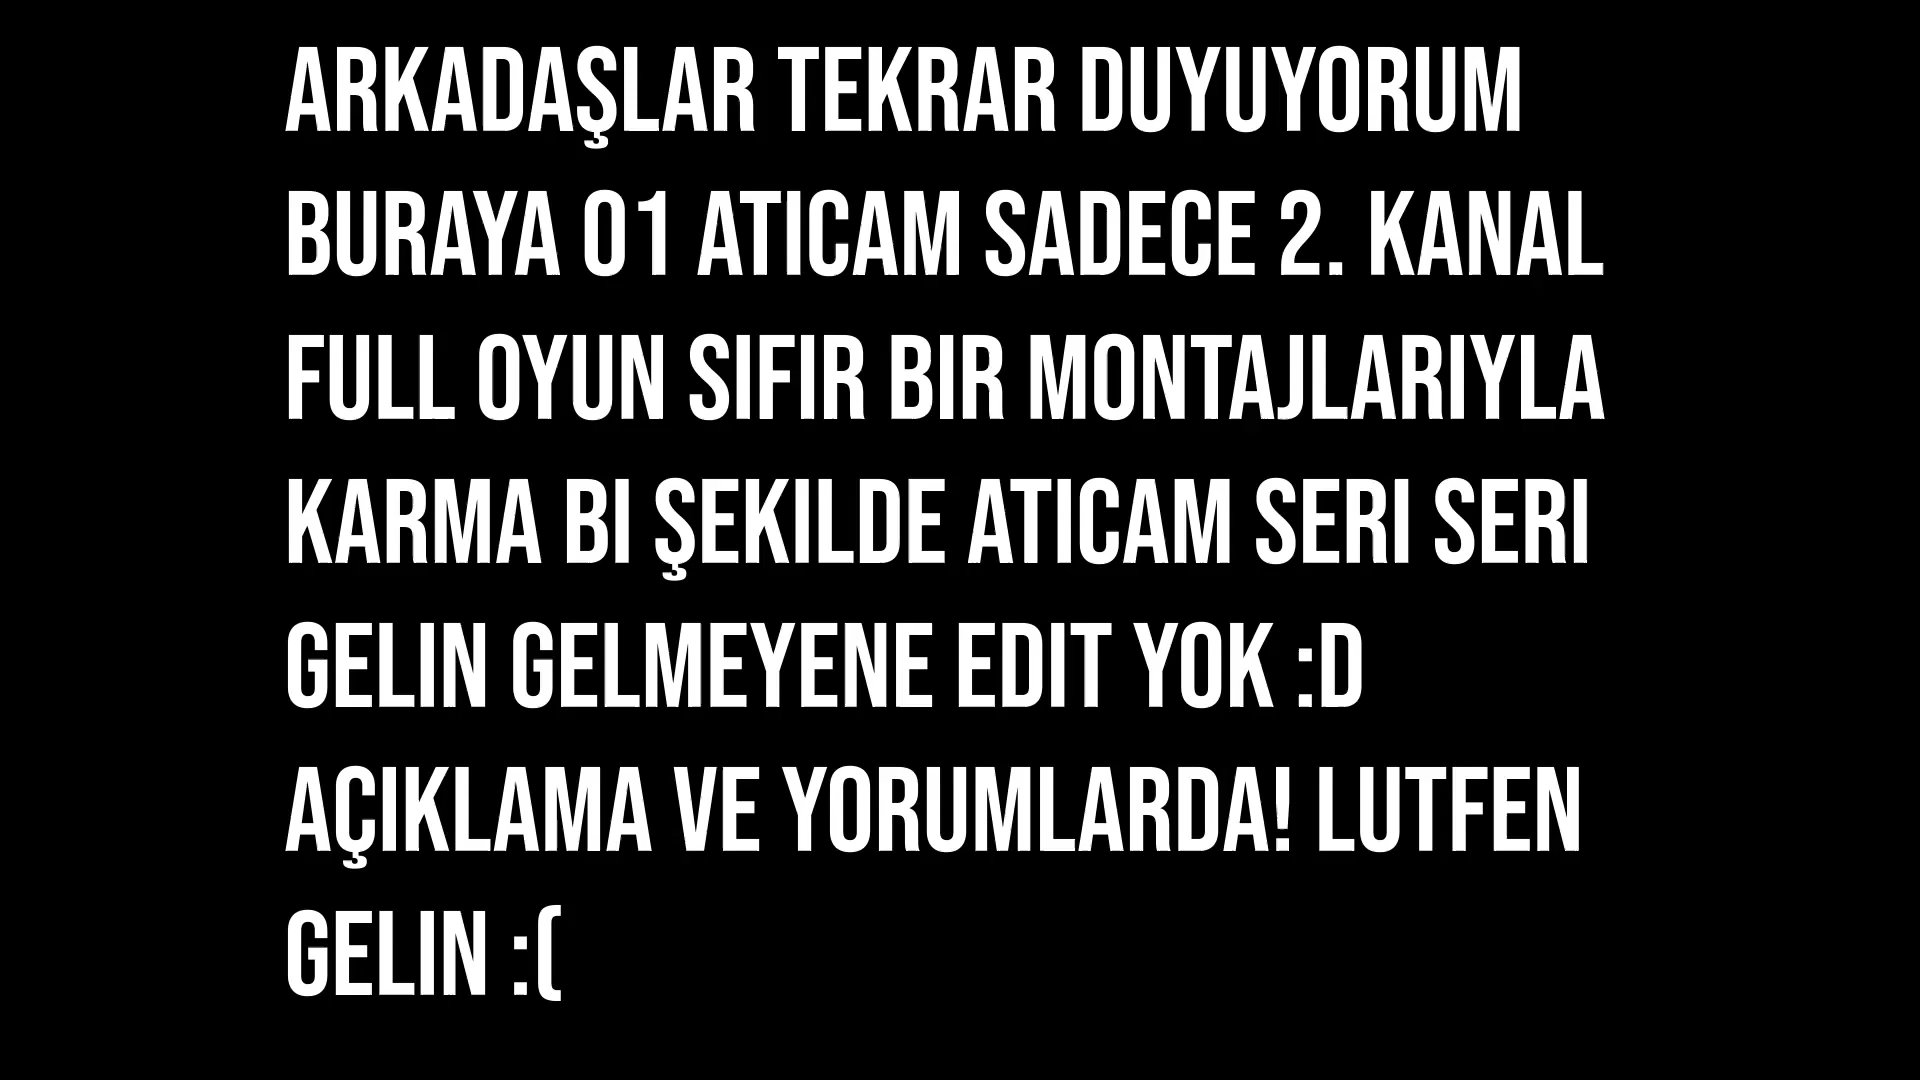 ARKADAŞLAR TEKRAR DUYUYORUM
BURAYA 01 ATICAM SADECE 2. KANAL
FULL OYUN SIFIR BIR MONTAJLARIYLA
KARMA BI ŞEKILDE ATICAM SERI SERI
GELIN GELMEYENE EDIT YOK :D
AÇIKLAMA VE YORUMLARDA! LUTFEN
GELIN :(